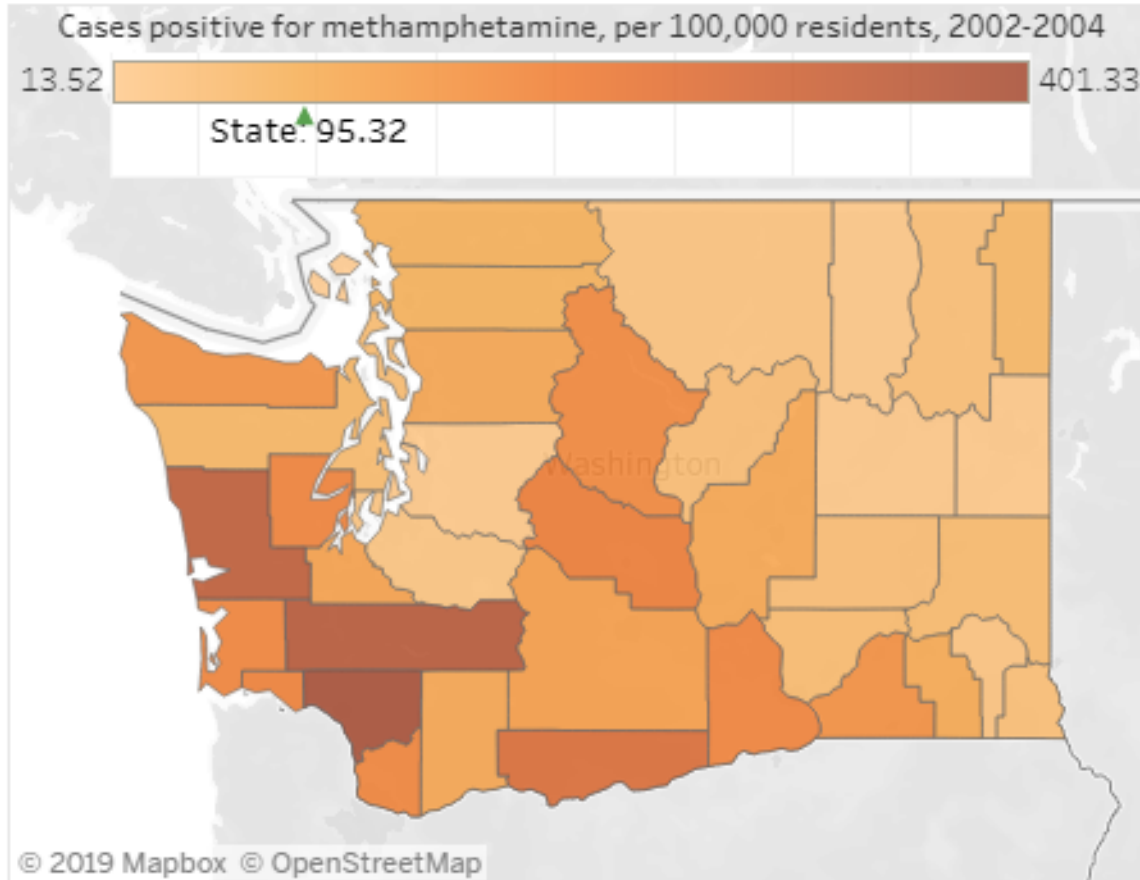 Cases positive for methamphetamine, per 100,000 residents, 2002-2004
13.52 401.33
State: 95.32
Washington
© 2019 Mapbox © OpenStreetMap